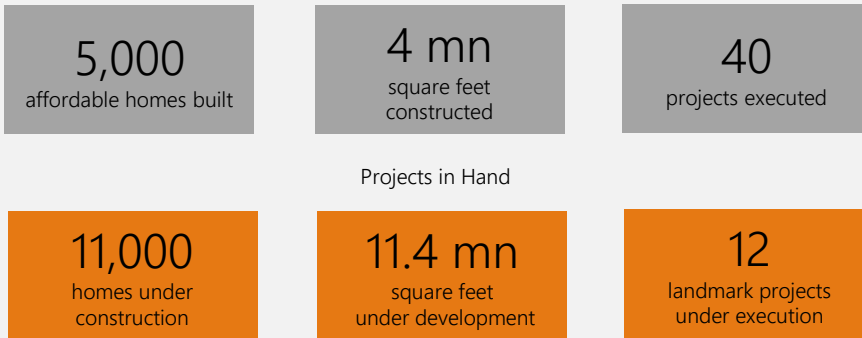 5,000
affordable homes built
4 mn
square feet
constructed
40
projects executed
Projects in Hand
11,000
homes under
construction
11.4 mn
square feet
under development
12
landmark projects
under execution